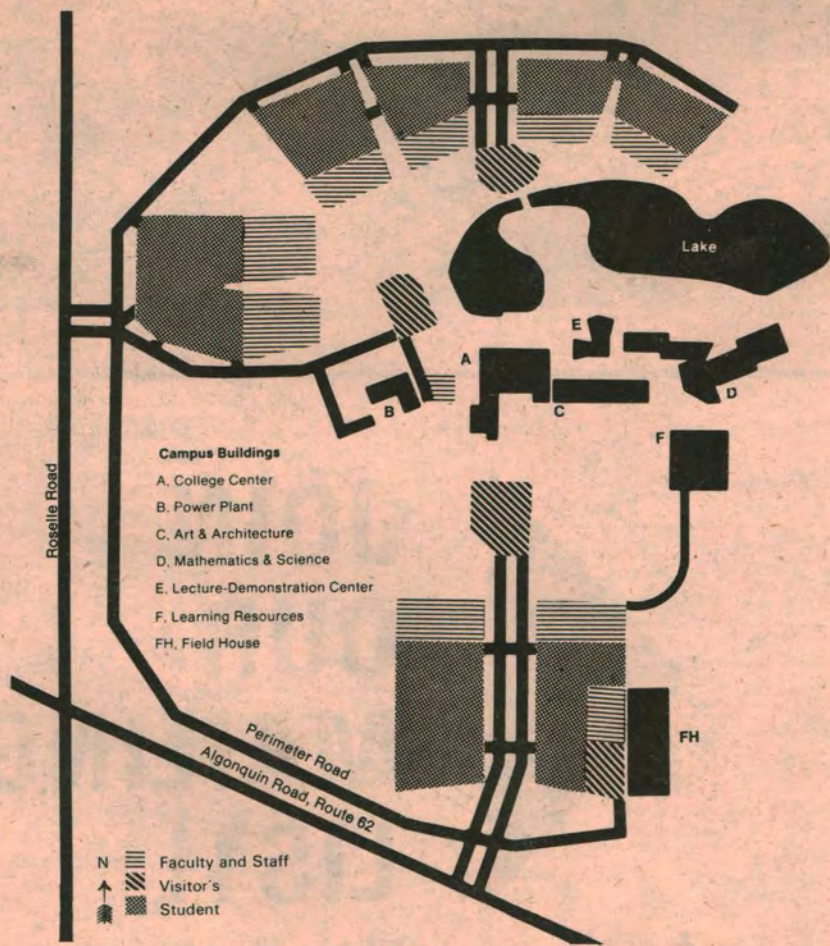 Lake
E
A
B
C
D
F
Campus Buildings
A, College Center
B, Power Plant
C, Art & Architecture
D, Mathematics & Science
E, Lecture-Demonstration Center
F, Learning Resources
FH, Field House
Roselle Road
FH
Perimeter Road
Algonquin Road, Route 62
N
Faculty and Staff
Visitor's
Student